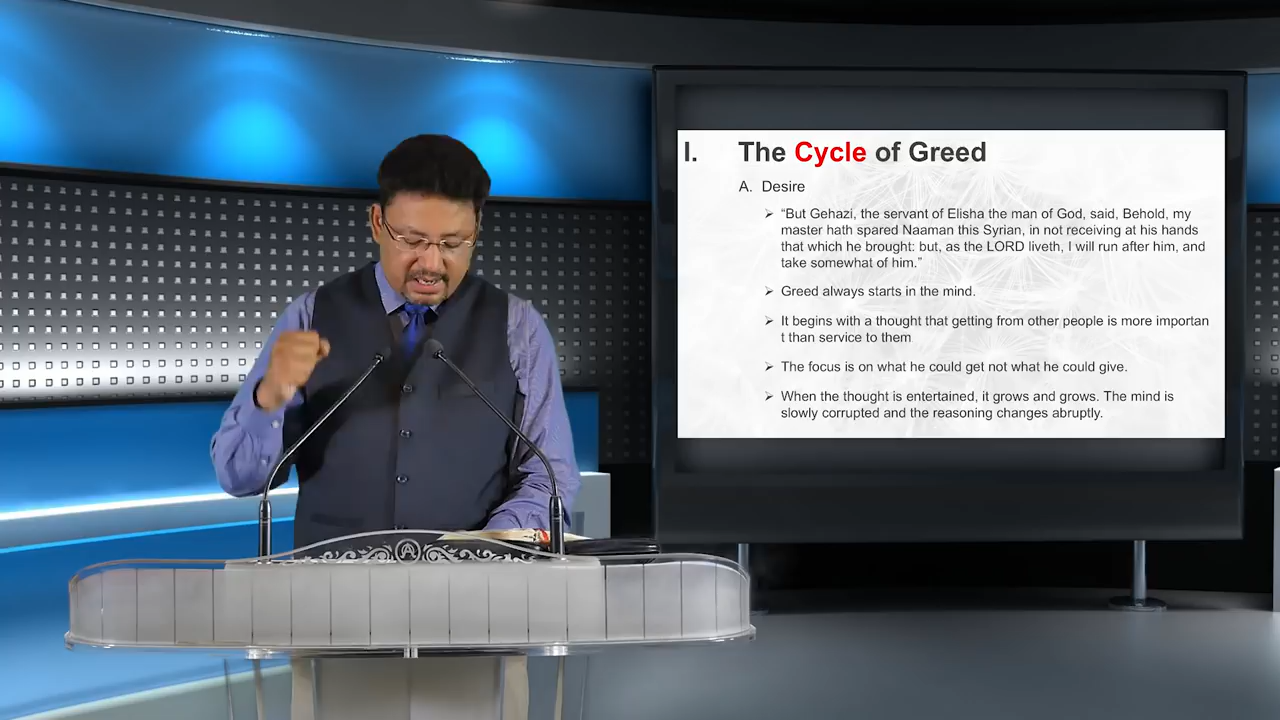 I. The Cycle of Greed
A. Desire
➢ “But Gehazi, the servant of Elisha the man of God, said, Behold, my
master hath spared Naaman this Syrian, in not receiving at his hands
that which he brought: but, as the LORD liveth, I will run after him, and
take somewhat of him.”
➢ Greed always starts in the mind.
➢ It begins with a thought that getting from other people is more importan
t than service to them
➢ The focus is on what he could get not what he could give.
➢ When the thought is entertained, it grows and grows. The mind is
slowly corrupted and the reasoning changes abruptly.